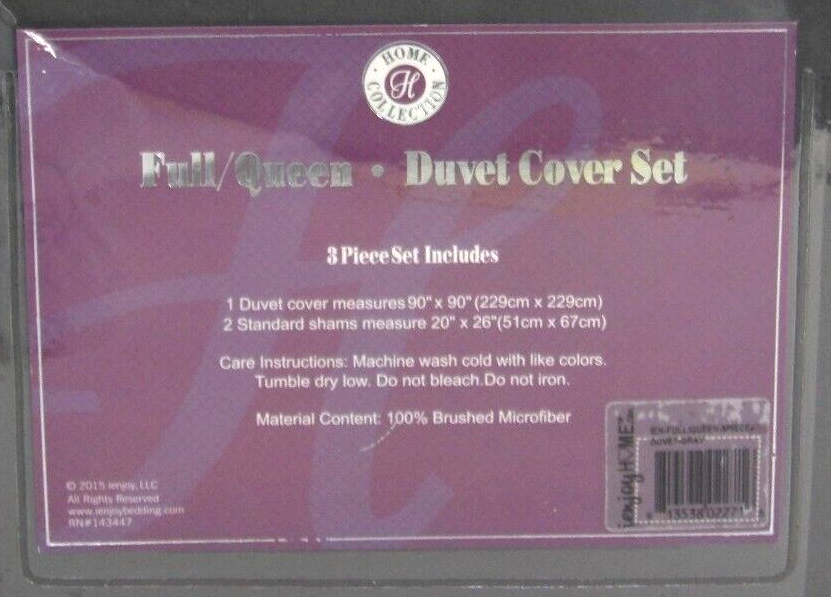 HOME
H
COLLECTION
Full/Queen • Duvet Cover Set
3 Piece Set Includes
1 Duvet cover measures 90" x 90" (229cm x 229cm)
2 Standard shams measure 20" x 26"(51cm x 67cm)
Care Instructions: Machine wash cold with like colors.
Tumble dry low. Do not bleach.Do not iron.
Material Content: 100% Brushed Microfiber
© 2015 ienjoy, LLC
All Rights Reserved
www.ienjoybedding.com
RN#143447
ienjoyHOME
DUVET-GRAY